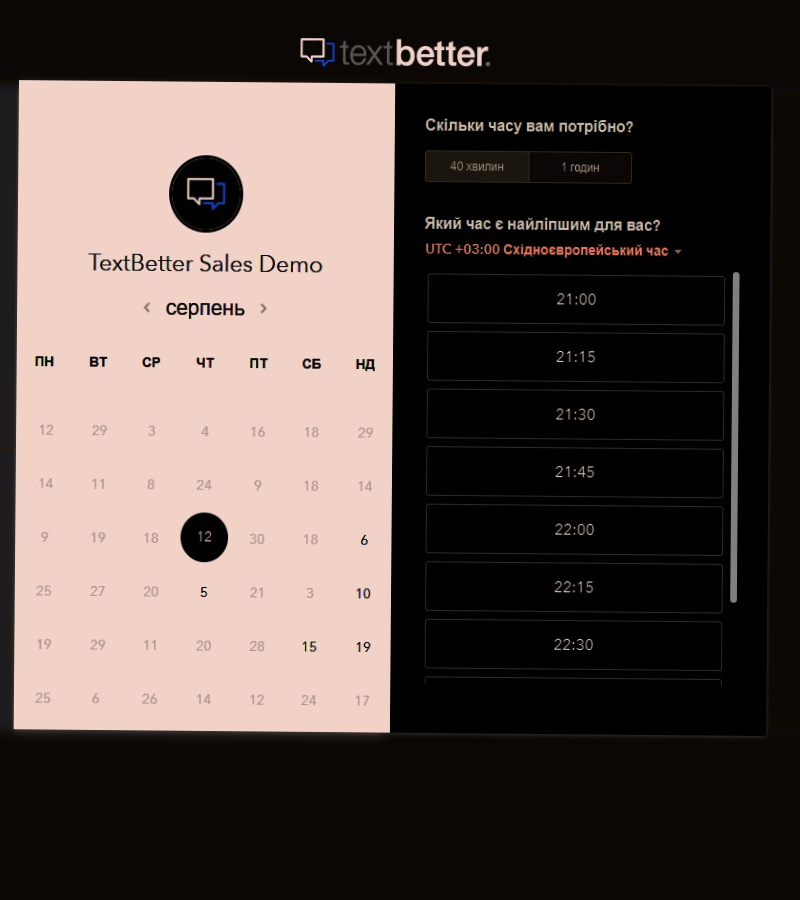 textbetter.
TextBetter Sales Demo
серпень
ПН ВТ СР ЧТ ПТ СБ НД
12 29 3 4 16 18 29
14 11 8 24 9 18 14
9 19 18 12 30 18 6
25 27 20 5 21 3 10
19 29 11 20 28 15 19
25 6 26 14 12 24 17
Скільки часу вам потрібно?
40 хвилин 1 годин
Який час є найліпшим для вас?
UTC +03:00 Східноєвропейський час
21:00
21:15
21:30
21:45
22:00
22:15
22:30